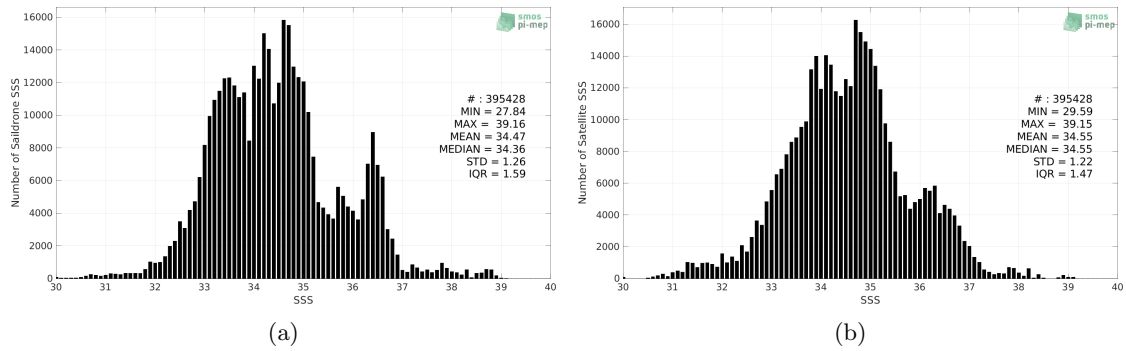 smos
pi-mep
16000
14000
12000
10000
8000
6000
4000
2000
0
Number of Saildrone SSS
# : 395428
MIN = 27.84
MAX = 39.16
MEAN = 34.47
MEDIAN = 34.36
STD = 1.26
IQR = 1.59
30 31 32 33 34 35 36 37 38 39 40
SSS
(a)
smos
pi-mep
16000
14000
12000
10000
8000
6000
4000
2000
0
Number of Satellite SSS
# : 395428
MIN = 29.59
MAX = 39.15
MEAN = 34.55
MEDIAN = 34.55
STD = 1.22
IQR = 1.47
30 31 32 33 34 35 36 37 38 39 40
SSS
(b)